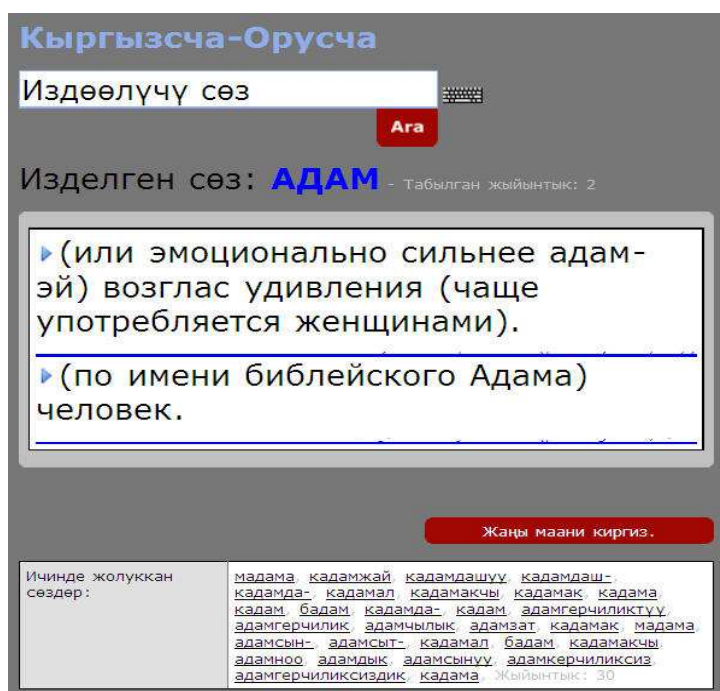 Кыргызсча-Орусча
Издөөлүчү сөз
Ara
Изделген сөз: АДАМ - Табылган жыйынтык: 2
(или эмоционально сильнее адам-
эй) возглас удивления (чаще
употребляется женщинами).
(по имени библейского Адама)
человек.
Жаңы маани киргиз.
Ичинде жолуккан
сөздөр:
мадама, кадамжай, кадамдашуу, кадамдаш-,
кадамда-, кадамал, кадамакчы, кадамак, кадама,
кадам, бадам, кадамда-, кадам, адамгерчиликтүү,
адамгерчилик, адамчылык, адамзат, кадамак, мадама,
адамсын-, адамсыт-, кадамал, бадам, кадамакчы,
адамноо, адамдык, адамсынуу, адамкерчиликсиз,
адамгерчиликсиздик, кадама, Жыйынтык: 30